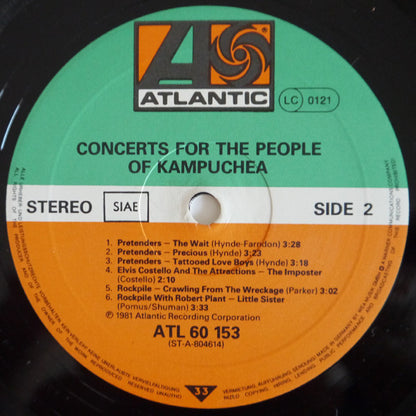 ATLANTIC
LC 0121
CONCERTS FOR THE PEOPLE
OF KAMPUCHEA
STEREO
SIAE
SIDE 2
1. Pretenders – The Wait (Hynde-Farndon) 3:28
2. Pretenders – Precious (Hynde) 3:23
3. Pretenders – Tattooed Love Boys (Hynde) 3:18
4. Elvis Costello And The Attractions – The Imposter
(Costello) 2:10
5. Rockpile – Crawling From The Wreckage (Parker) 3:02
6. Rockpile With Robert Plant – Little Sister
(Pomus/Shuman) 3:33
℗ 1981 Atlantic Recording Corporation
ATL 60 153
(ST-A-804614)
33